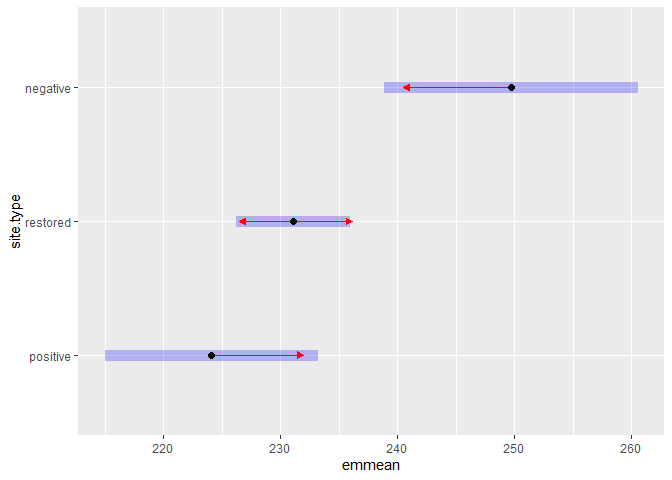 negative
restored
positive
site.type
220 230 240 250 260
emmean